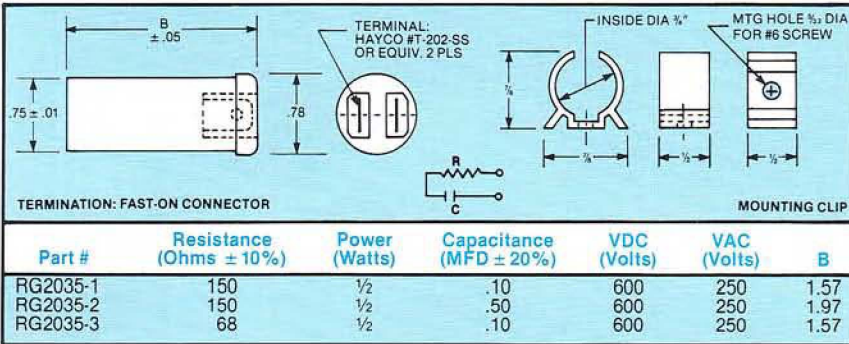 B
± .05
TERMINAL:
HAYCO #T-202-SS
OR EQUIV. 2 PLS
INSIDE DIA ¾"
MTG HOLE 5/32 DIA
FOR #6 SCREW
.75 ± .01
.78
⅞
⅞
½
½
R
C
TERMINATION: FAST-ON CONNECTOR
MOUNTING CLIP
Part # Resistance (Ohms ± 10%) Power (Watts) Capacitance (MFD ± 20%) VDC (Volts) VAC (Volts) B
RG2035-1 150 ½ .10 600 250 1.57
RG2035-2 150 ½ .50 600 250 1.97
RG2035-3 68 ½ .10 600 250 1.57